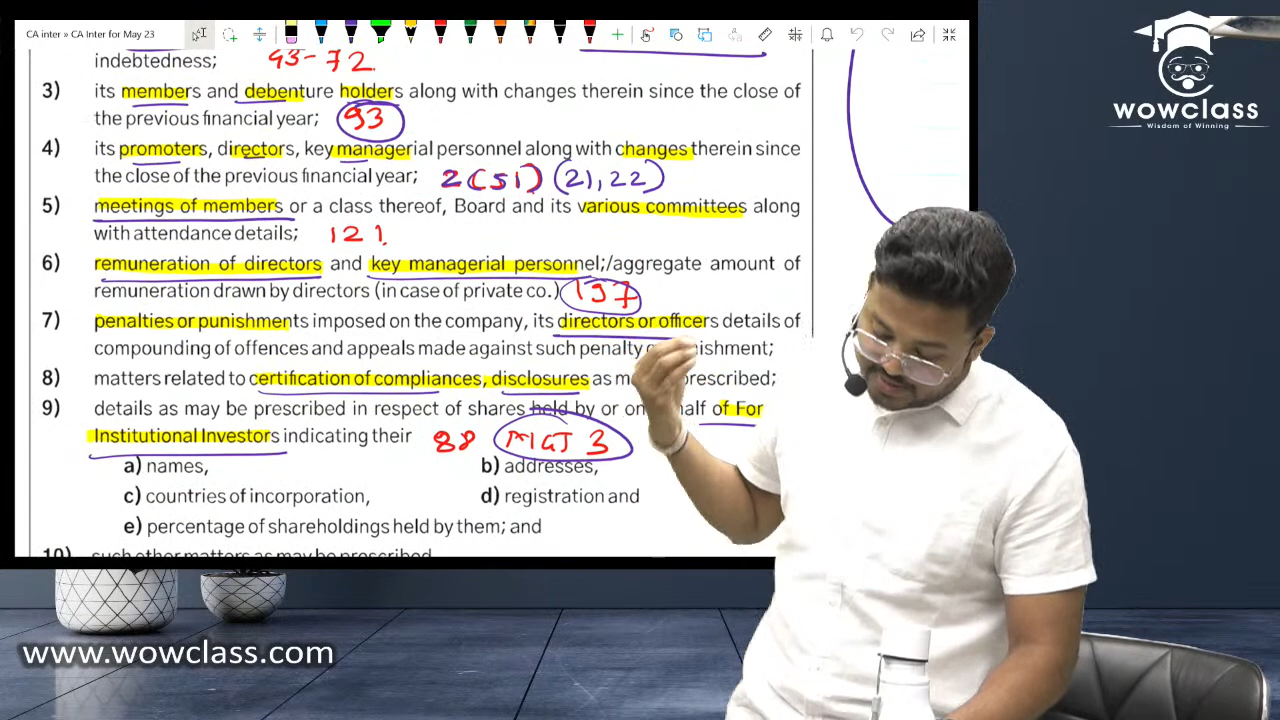 CA inter » CA Inter for May 23
indebtedness; 93-72
3) its members and debenture holders along with changes therein since the close of
the previous financial year; 93
4) its promoters, directors, key managerial personnel along with changes therein since
the close of the previous financial year; 2(51) (21,22)
5) meetings of members or a class thereof, Board and its various committees along
with attendance details; 121
6) remuneration of directors and key managerial personnel;/aggregate amount of
remuneration drawn by directors (in case of private co.) 197
7) penalties or punishments imposed on the company, its directors or officers details of
compounding of offences and appeals made against such penalty
8) matters related to certification of compliances, disclosures as prescribed;
9) details as may be prescribed in respect of shares held by or on of For
Institutional Investors indicating their 88 MGT 3
a) names, b) addresses,
c) countries of incorporation, d) registration and
e) percentage of shareholdings held by them; and
10) such other matters as may be prescribed
wowclass
Wisdom of Winning
www.wowclass.com